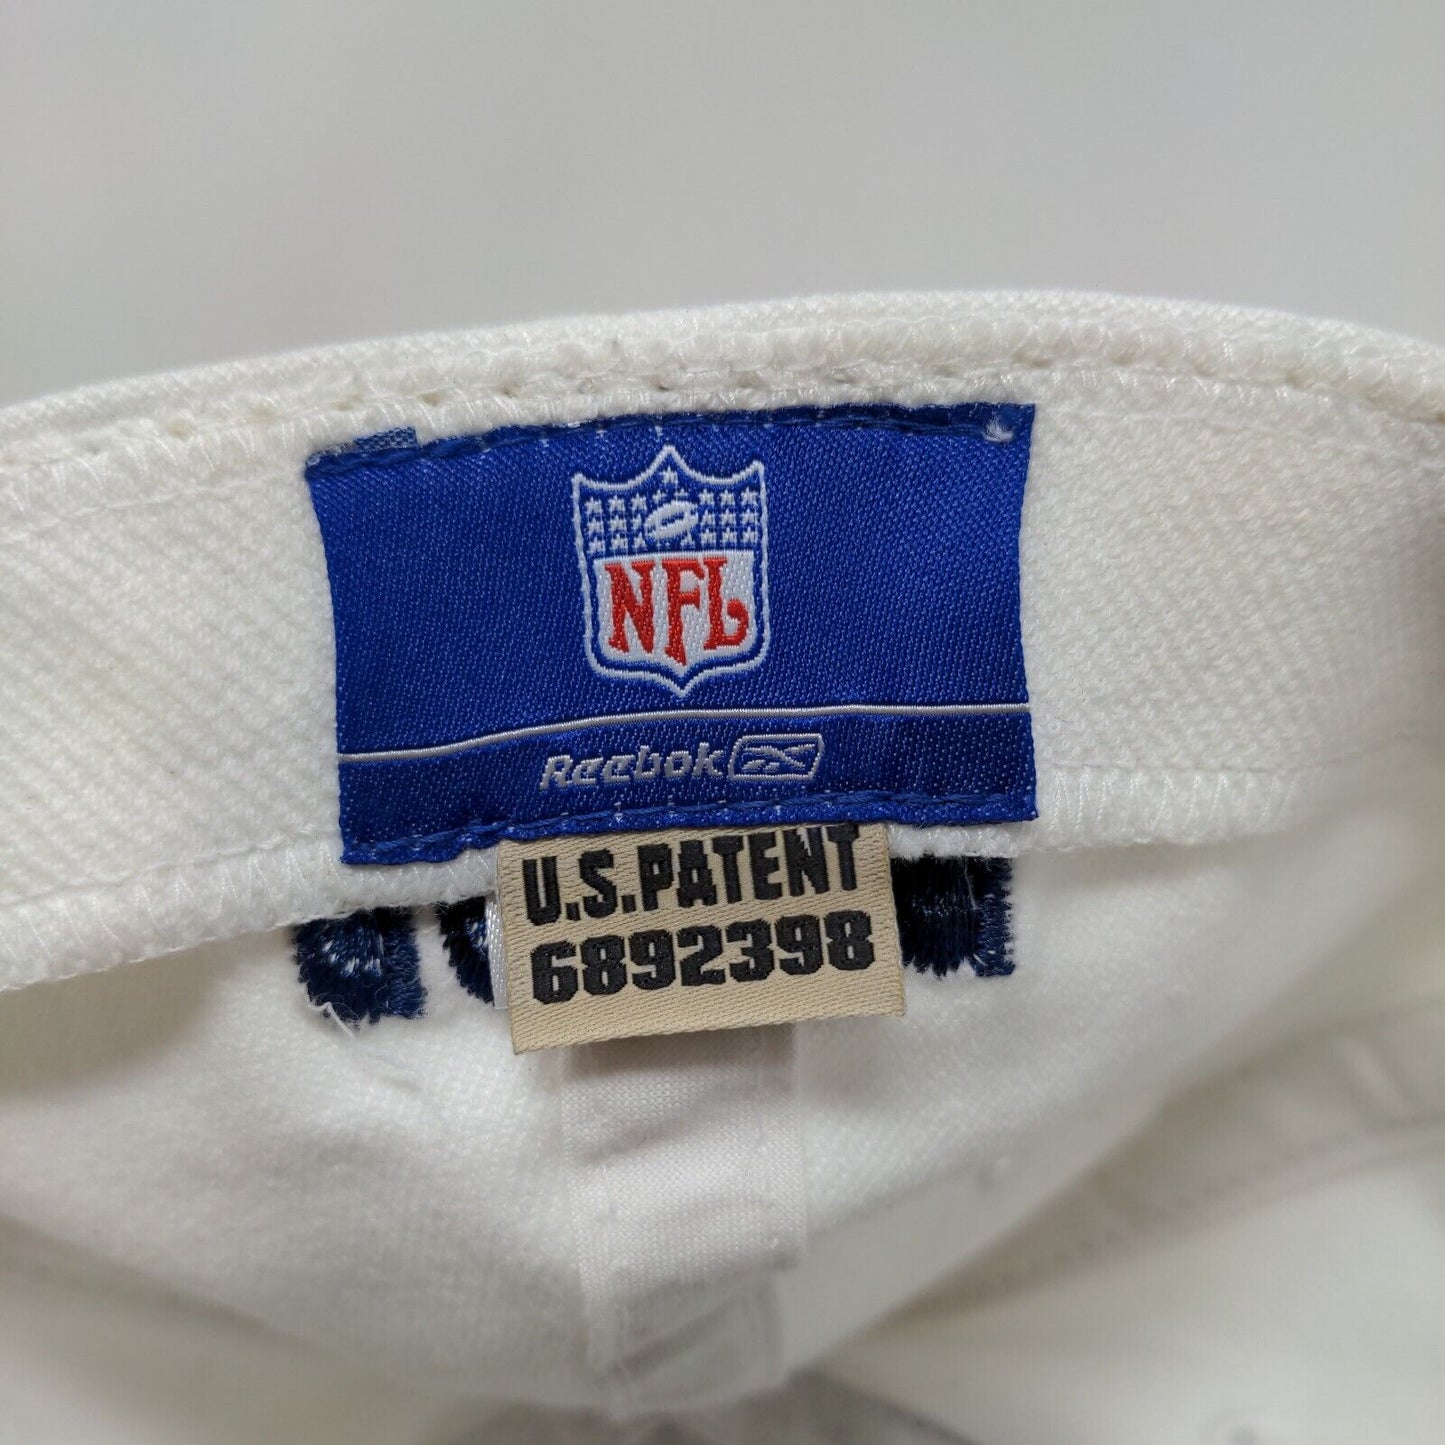 NFL
Reebok
U.S.PATENT
6892398